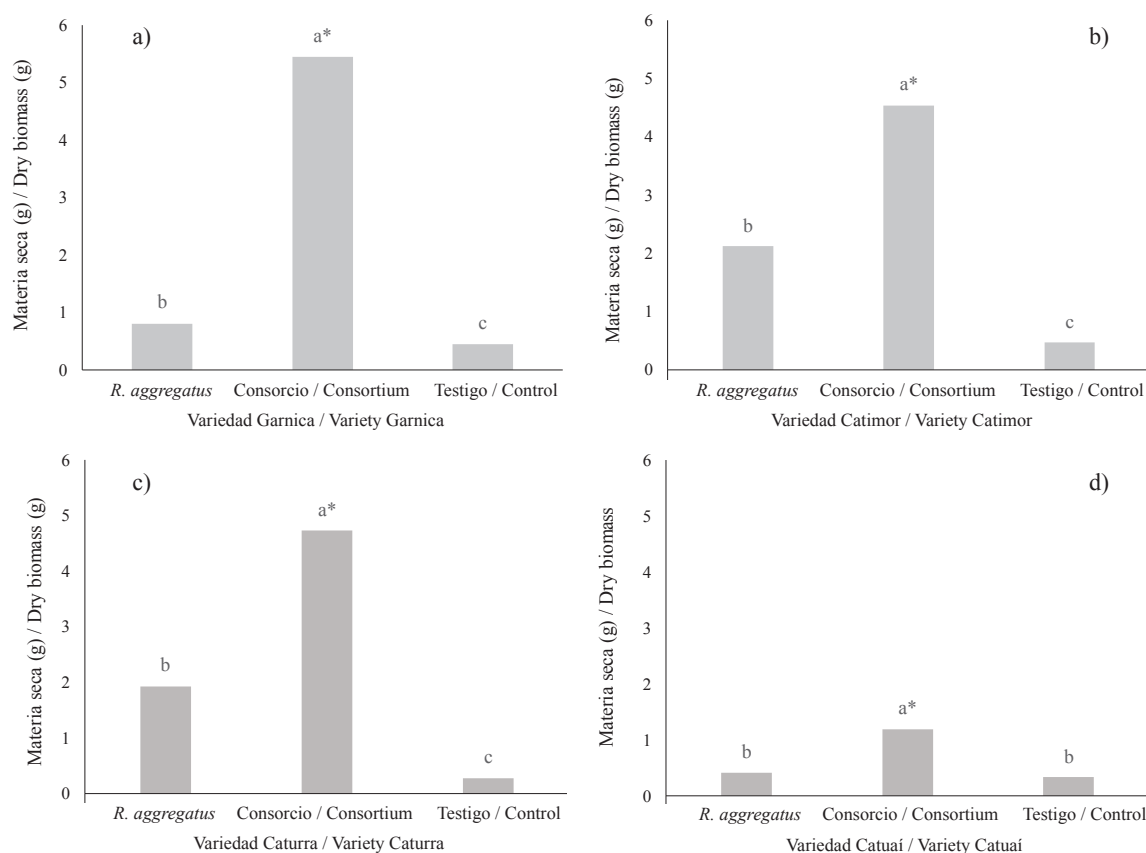 a)
Materia seca (g) / Dry biomass (g)
6
5
4
3
2
1
0
b
a*
c
R. aggregatus
Consorcio / Consortium
Testigo / Control
Variedad Garnica / Variety Garnica
b)
Materia seca (g) / Dry biomass (g)
6
5
4
3
2
1
0
b
a*
c
R. aggregatus
Consorcio / Consortium
Testigo / Control
Variedad Catimor / Variety Catimor
c)
Materia seca (g) / Dry biomass (g)
6
5
4
3
2
1
0
b
a*
c
R. aggregatus
Consorcio / Consortium
Testigo / Control
Variedad Caturra / Variety Caturra
d)
Materia seca (g) / Dry biomass
6
5
4
3
2
1
0
b
a*
b
R. aggregatus
Consorcio / Consortium
Testigo / Control
Variedad Catuaí / Variety Catuaí